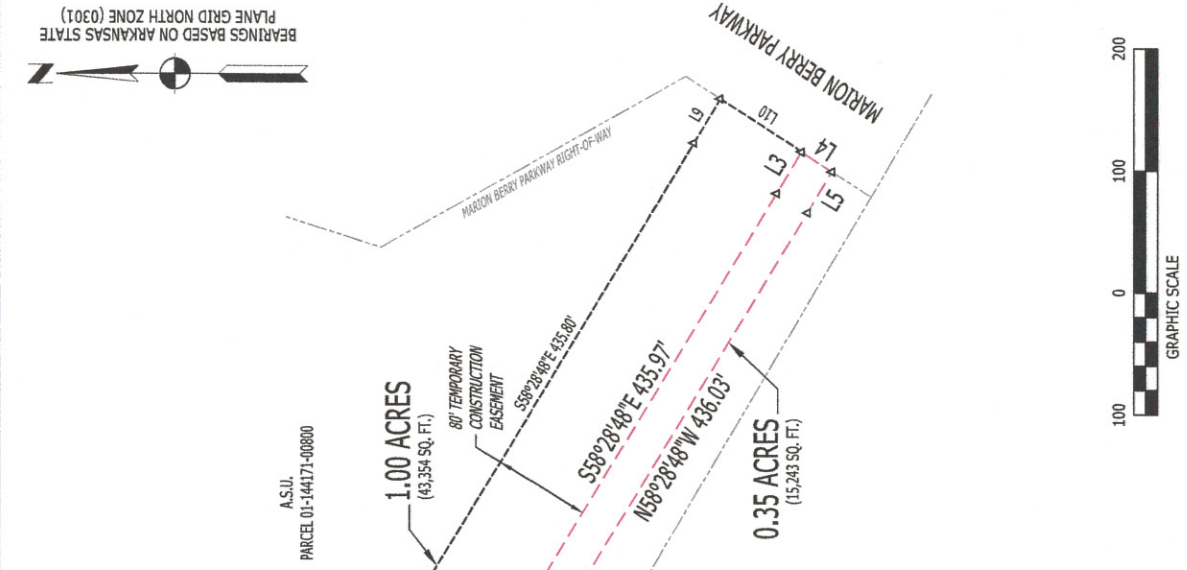 BEARINGS BASED ON ARKANSAS STATE
PLANE GRID NORTH ZONE (0301)
N
MARION BERRY PARKWAY
MARION BERRY PARKWAY RIGHT-OF-WAY
L9
L10
L3
L4
L5
A.S.U.
PARCEL 01-144171-00800
1.00 ACRES
(43,354 SQ. FT.)
80' TEMPORARY
CONSTRUCTION
EASEMENT
S58°28'48"E 435.80'
S58°28'48"E 435.97'
N58°28'48"W 436.03'
0.35 ACRES
(15,243 SQ. FT.)
100
0
100
200
GRAPHIC SCALE